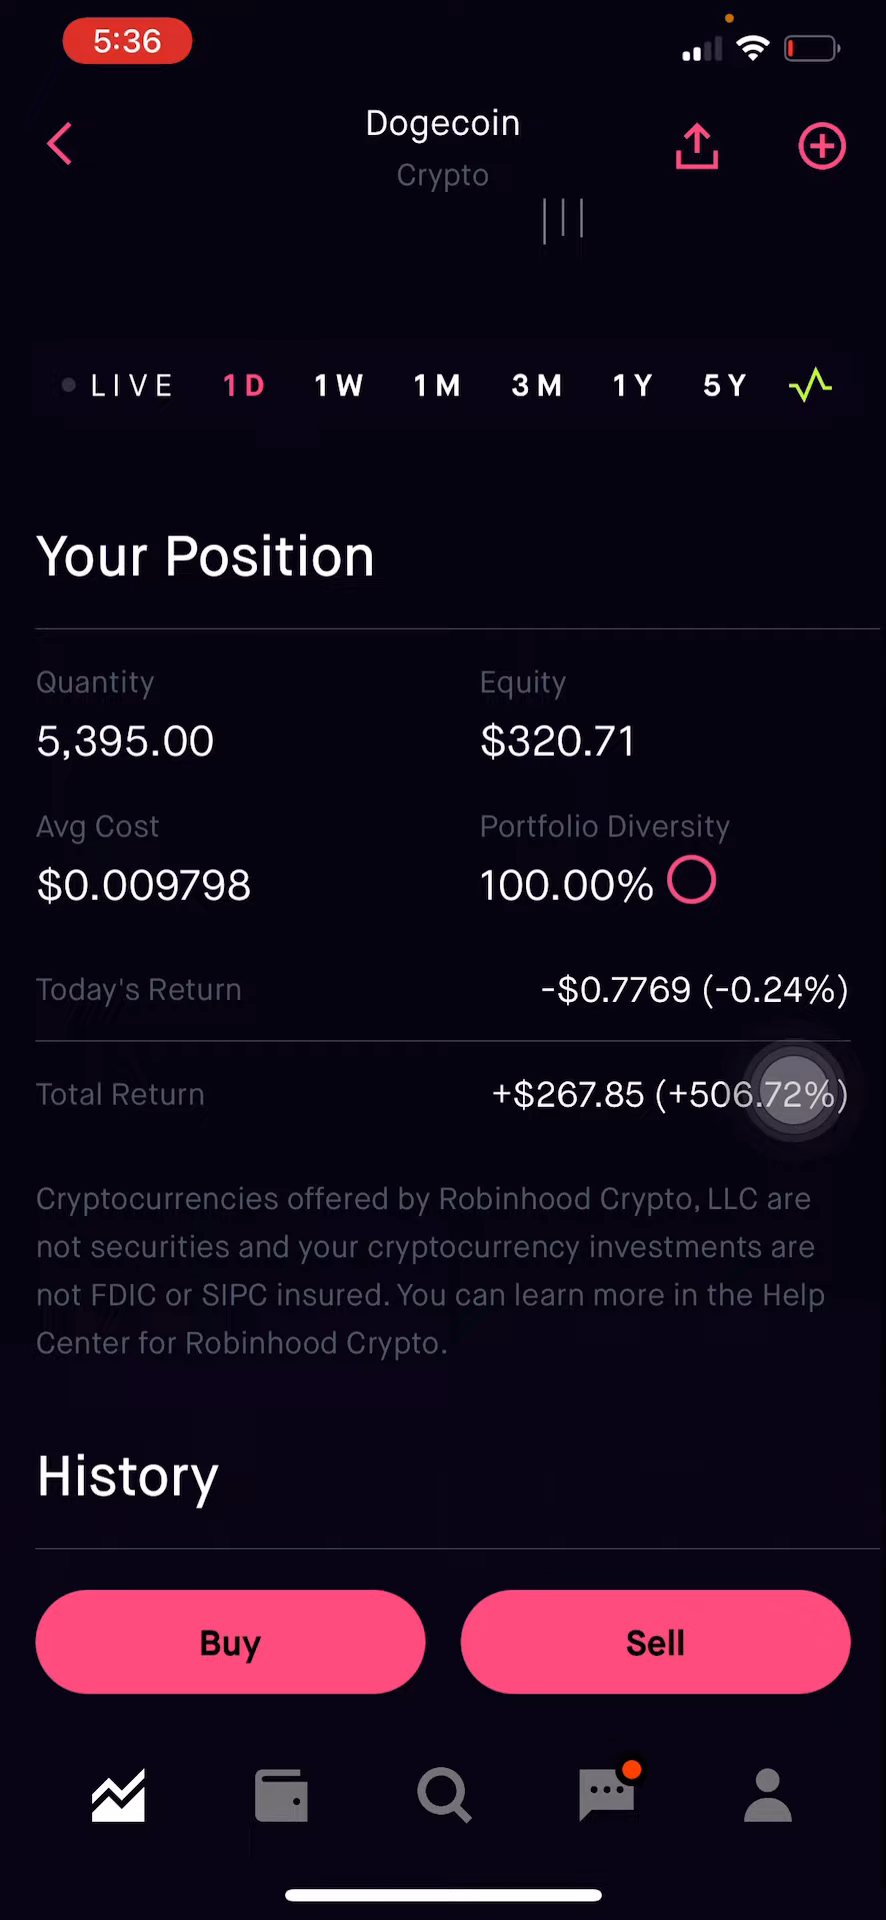 5:36
Dogecoin
Crypto
LIVE 1D 1W 1M 3M 1Y 5Y
Your Position
Quantity Equity
5,395.00 $320.71
Avg Cost Portfolio Diversity
$0.009798 100.00%
Today's Return -$0.7769 (-0.24%)
Total Return +$267.85 (+506.72%)
Cryptocurrencies offered by Robinhood Crypto, LLC are
not securities and your cryptocurrency investments are
not FDIC or SIPC insured. You can learn more in the Help
Center for Robinhood Crypto.
History
Buy Sell